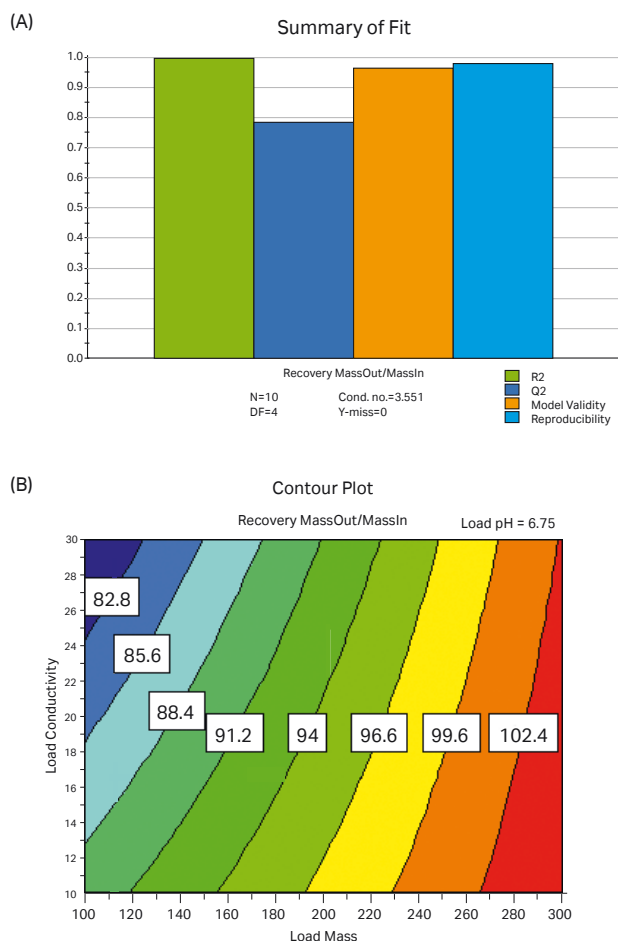 (A)
Summary of Fit
1.0
0.9
0.8
0.7
0.6
0.5
0.4
0.3
0.2
0.1
0.0
Recovery MassOut/MassIn
N=10 Cond. no.=3.551
DF=4 Y-miss=0
R2
Q2
Model Validity
Reproducibility
(B)
Contour Plot
Recovery MassOut/MassIn Load pH = 6.75
Load Conductivity
30
28
26
24
22
20
18
16
14
12
10
82.8
85.6
88.4
91.2 94 96.6 99.6 102.4
100 120 140 160 180 200 220 240 260 280 300
Load Mass